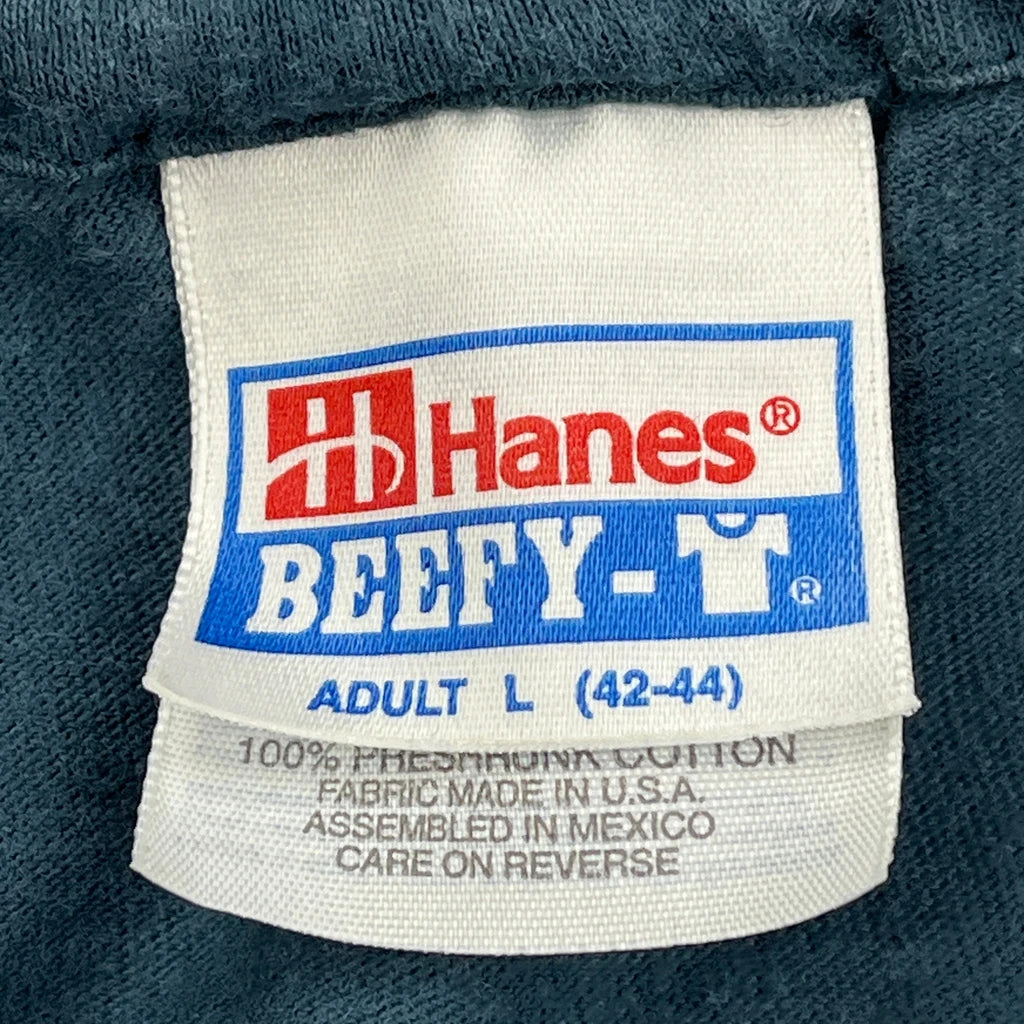 H Hanes®
BEEFY-T®
ADULT L (42-44)
100% PRESHRUNK COTTON
FABRIC MADE IN U.S.A.
ASSEMBLED IN MEXICO
CARE ON REVERSE